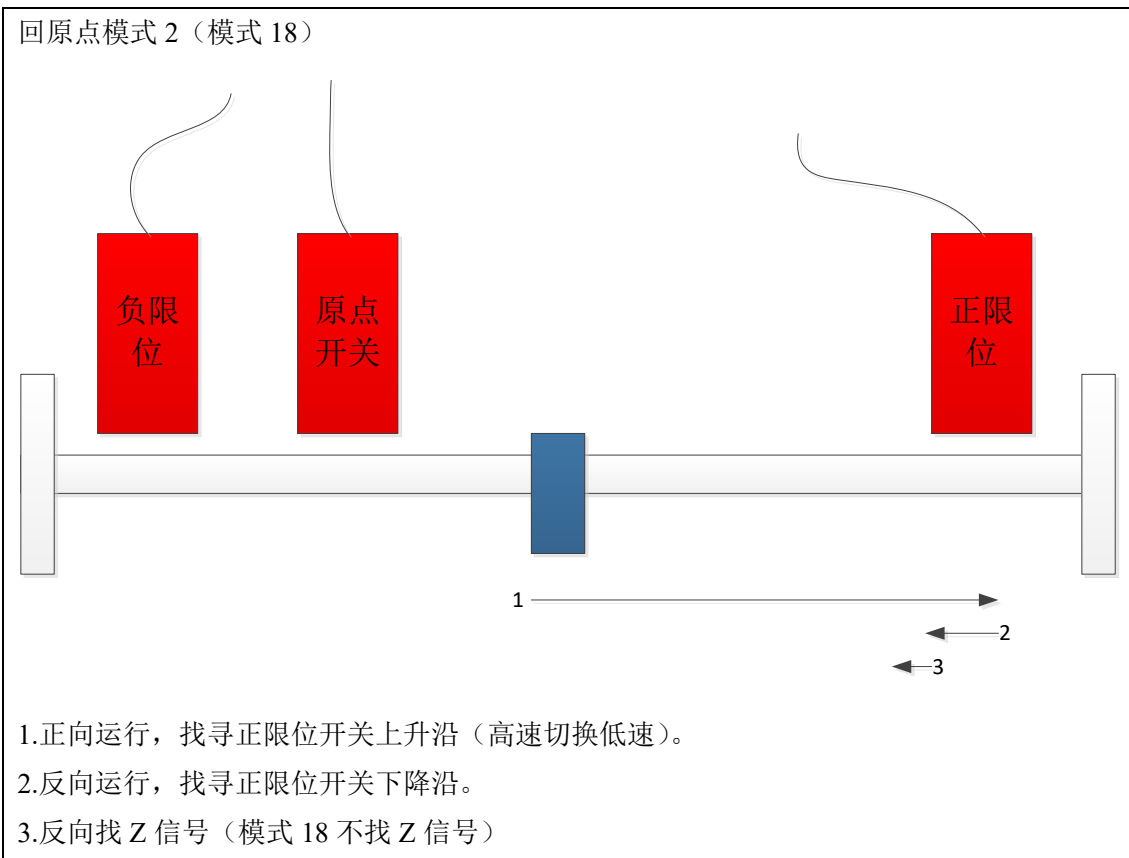 回原点模式 2（模式 18）
负限
位
原点
开关
正限
位
1
2
3
1.正向运行，找寻正限位开关上升沿（高速切换低速）。
2.反向运行，找寻正限位开关下降沿。
3.反向找 Z 信号（模式 18 不找 Z 信号）